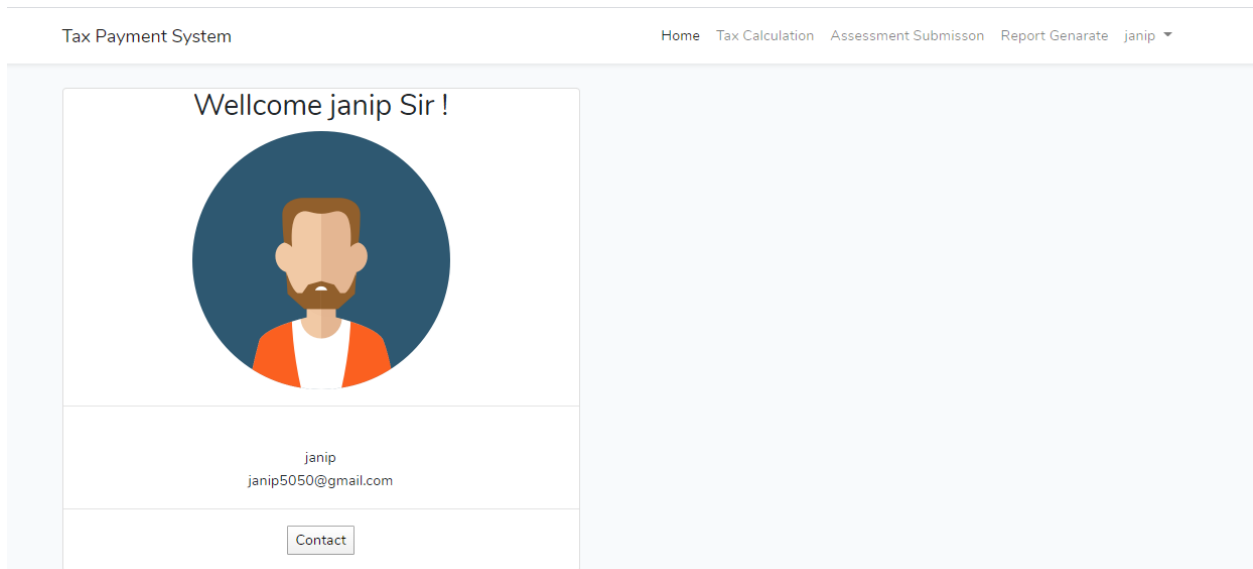 Tax Payment System Home Tax Calculation Assessment Submisson Report Genarate janip
Wellcome janip Sir !
janip
janip5050@gmail.com
Contact